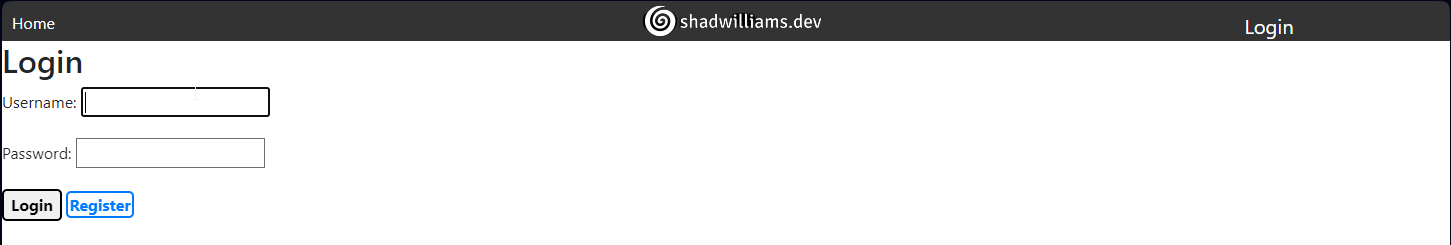 Home
shadwilliams.dev
Login
Login
Username:
Password:
Login Register